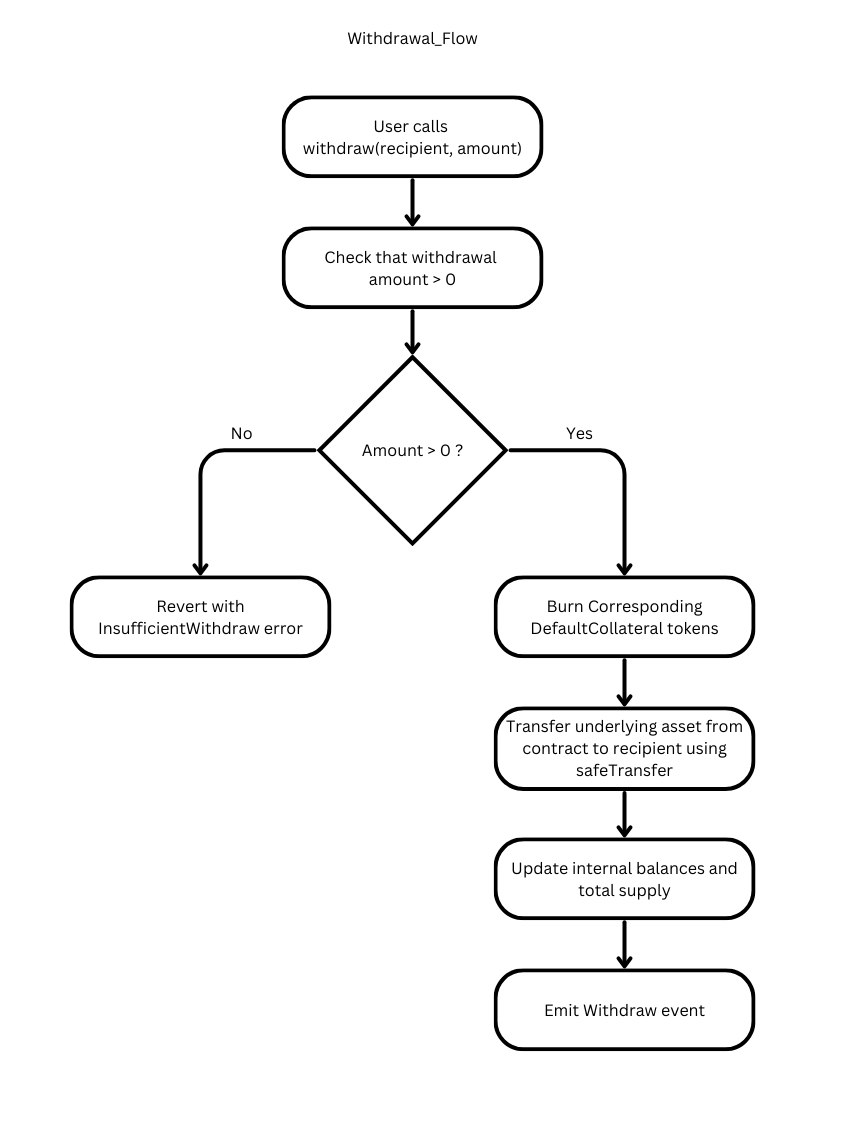 Withdrawal_Flow
User calls
withdraw(recipient, amount)
Check that withdrawal
amount > 0
Amount > 0 ?
No
Yes
Revert with
InsufficientWithdraw error
Burn Corresponding
DefaultCollateral tokens
Transfer underlying asset from
contract to recipient using
safeTransfer
Update internal balances and
total supply
Emit Withdraw event